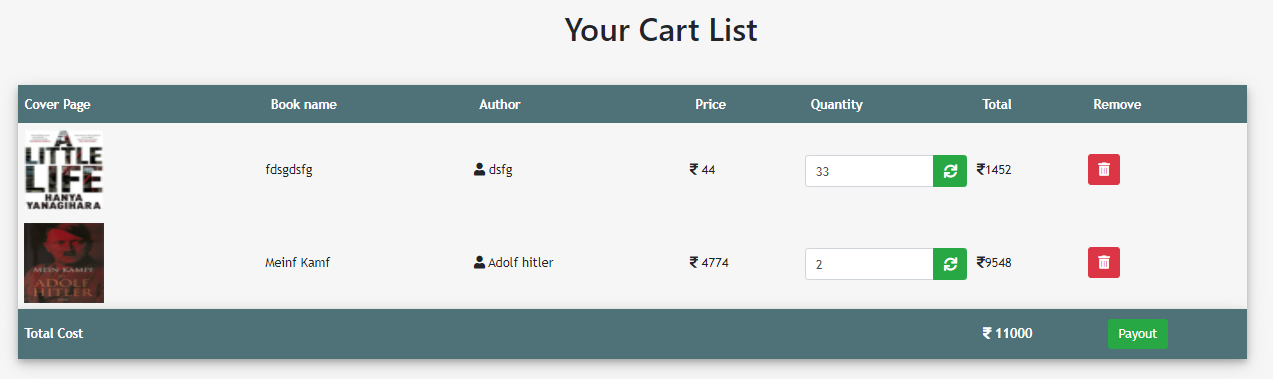 Your Cart List
Cover Page Book name Author Price Quantity Total Remove
A
LITTLE
LIFE
HANYA
YANAGIHARA
fdsgdsfg dsfg ₹ 44 33 ₹1452
MEIN KAMPF
ADOLF
HITLER
Meinf Kamf Adolf hitler ₹ 4774 2 ₹9548
Total Cost ₹ 11000 Payout